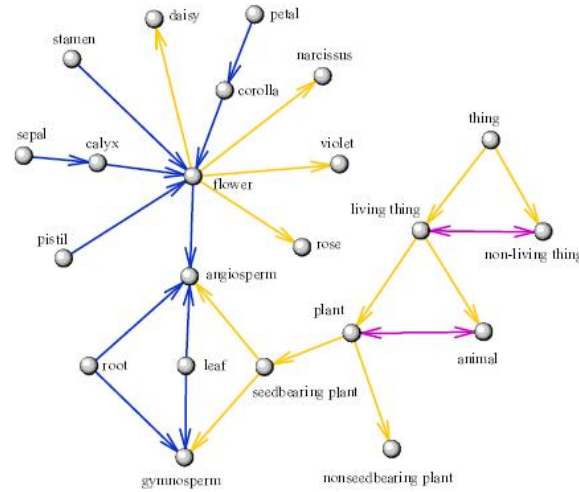 daisy
petal
stamen
narcissus
corolla
thing
sepal
calyx
violet
flower
living thing
pistil
rose
non-living thing
angiosperm
plant
root
leaf
seedbearing plant
animal
gymnosperm
nonseedbearing plant